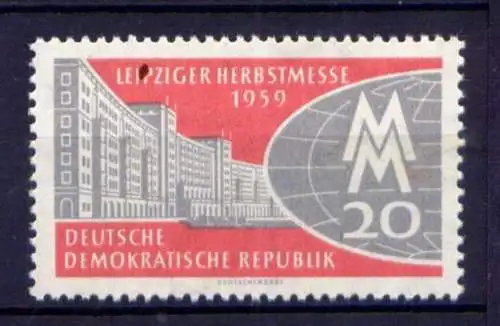 LEIPZIGER HERBSTMESSE
1959
MM
20
DEUTSCHE
DEMOKRATISCHE REPUBLIK